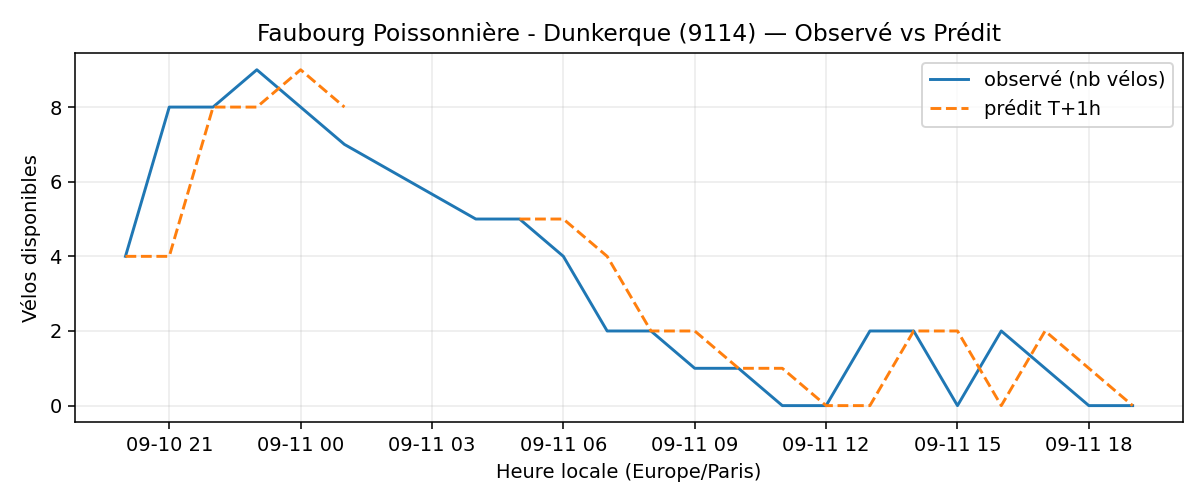 Faubourg Poissonnière - Dunkerque (9114) — Observé vs Prédit
observé (nb vélos)
prédit T+1h
Vélos disponibles
8
6
4
2
0
09-10 21
09-11 00
09-11 03
09-11 06
09-11 09
09-11 12
09-11 15
09-11 18
Heure locale (Europe/Paris)